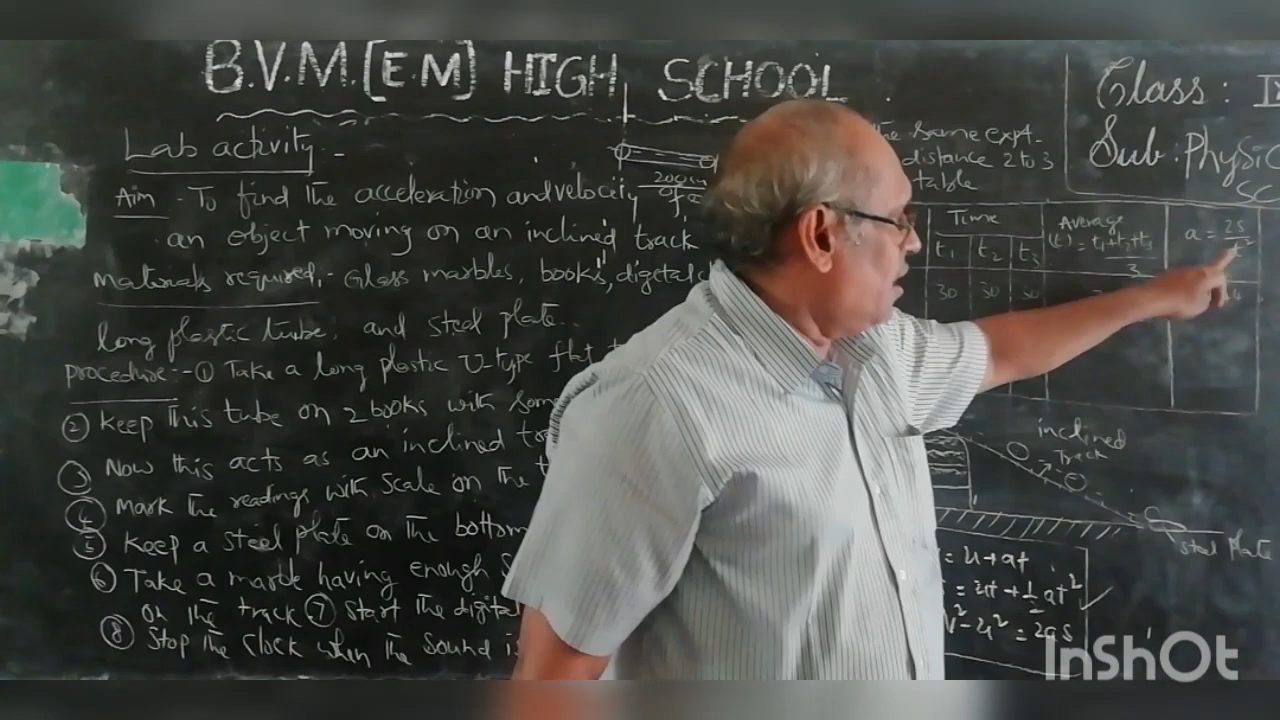 B.V.M.[E.M] HIGH SCHOOL
Lab activity -
Aim - To find the acceleration and velocity
an object moving on an inclined track
Materials required :- Glass marbles, books, digital
long plastic tube, and steel plate..
procedure :- ① Take a long plastic U-type
② Keep this tube on 2 books with
③ Now this acts as an inclined
④ Mark the readings with scale on the
⑤ Keep a steel plate on the bottom
⑥ Take a marble having enough
on the track ⑦ Start the digital
⑧ Stop the clock when the sound
200cm
the same expt.
distance 2 to 3
table
Class : IX
Sub : Physic
SC
Time
t₁ t₂ t₃
Average
(t) = t₁+t₂+t₃
3
a = 2S
t²
30 30 30
inclined
Track
steel plate
= u+at
= ut+½at²
V²-u² = 2as
InShOt